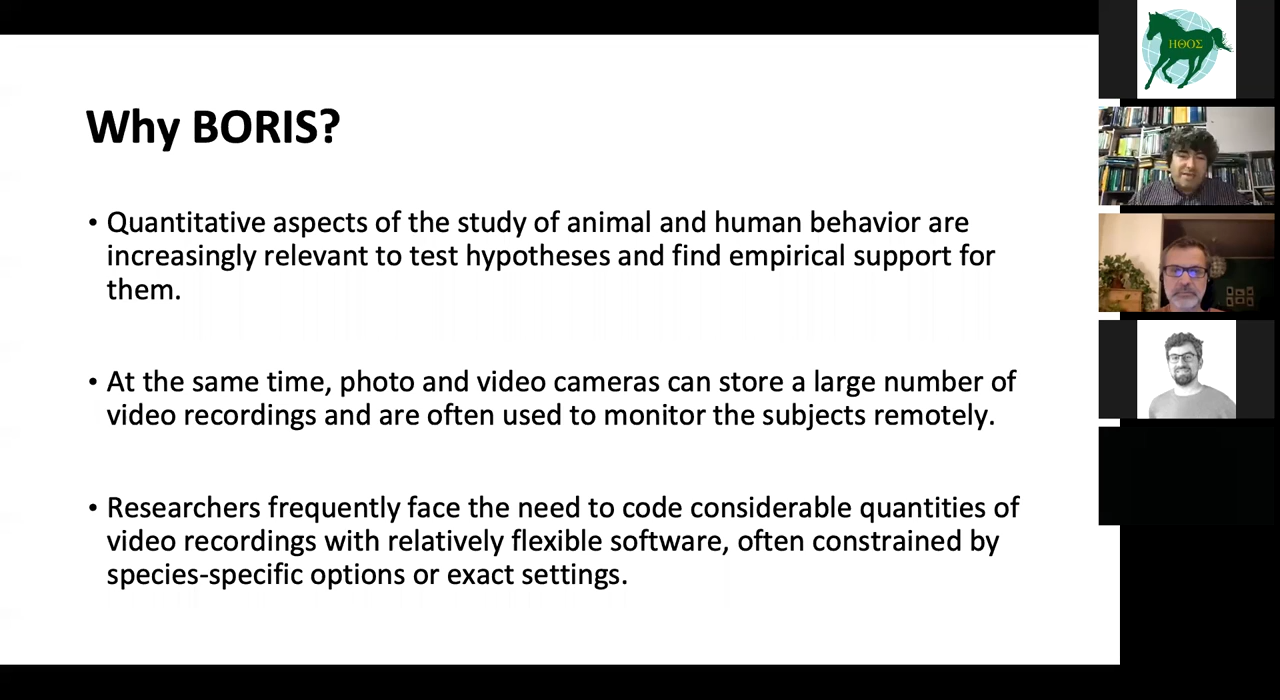 Why BORIS?
• Quantitative aspects of the study of animal and human behavior are
increasingly relevant to test hypotheses and find empirical support for
them.
• At the same time, photo and video cameras can store a large number of
video recordings and are often used to monitor the subjects remotely.
• Researchers frequently face the need to code considerable quantities of
video recordings with relatively flexible software, often constrained by
species-specific options or exact settings.
ΗΘΟΣ